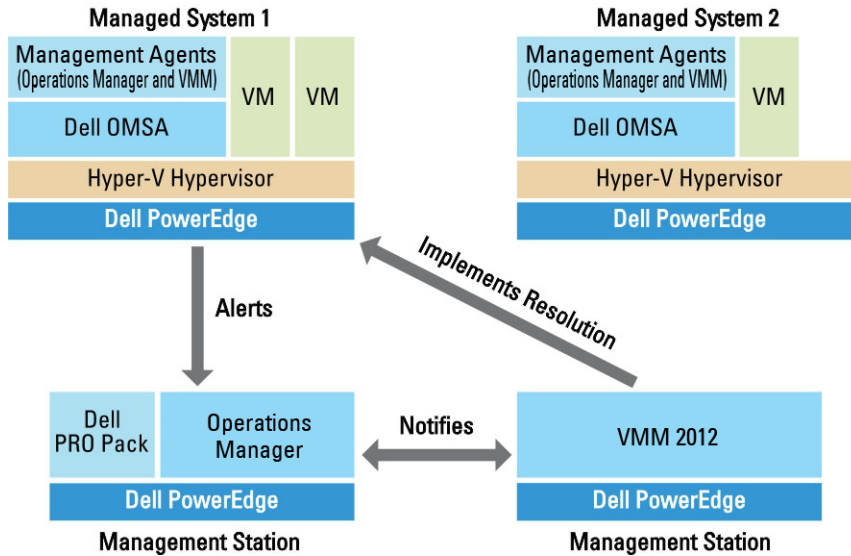 Managed System 1
Management Agents
(Operations Manager and VMM)
VM
VM
Dell OMSA
Hyper-V Hypervisor
Dell PowerEdge
Managed System 2
Management Agents
(Operations Manager and VMM)
VM
Dell OMSA
Hyper-V Hypervisor
Dell PowerEdge
Alerts
Implements Resolution
Dell
PRO Pack
Operations
Manager
Dell PowerEdge
Management Station
Notifies
VMM 2012
Dell PowerEdge
Management Station